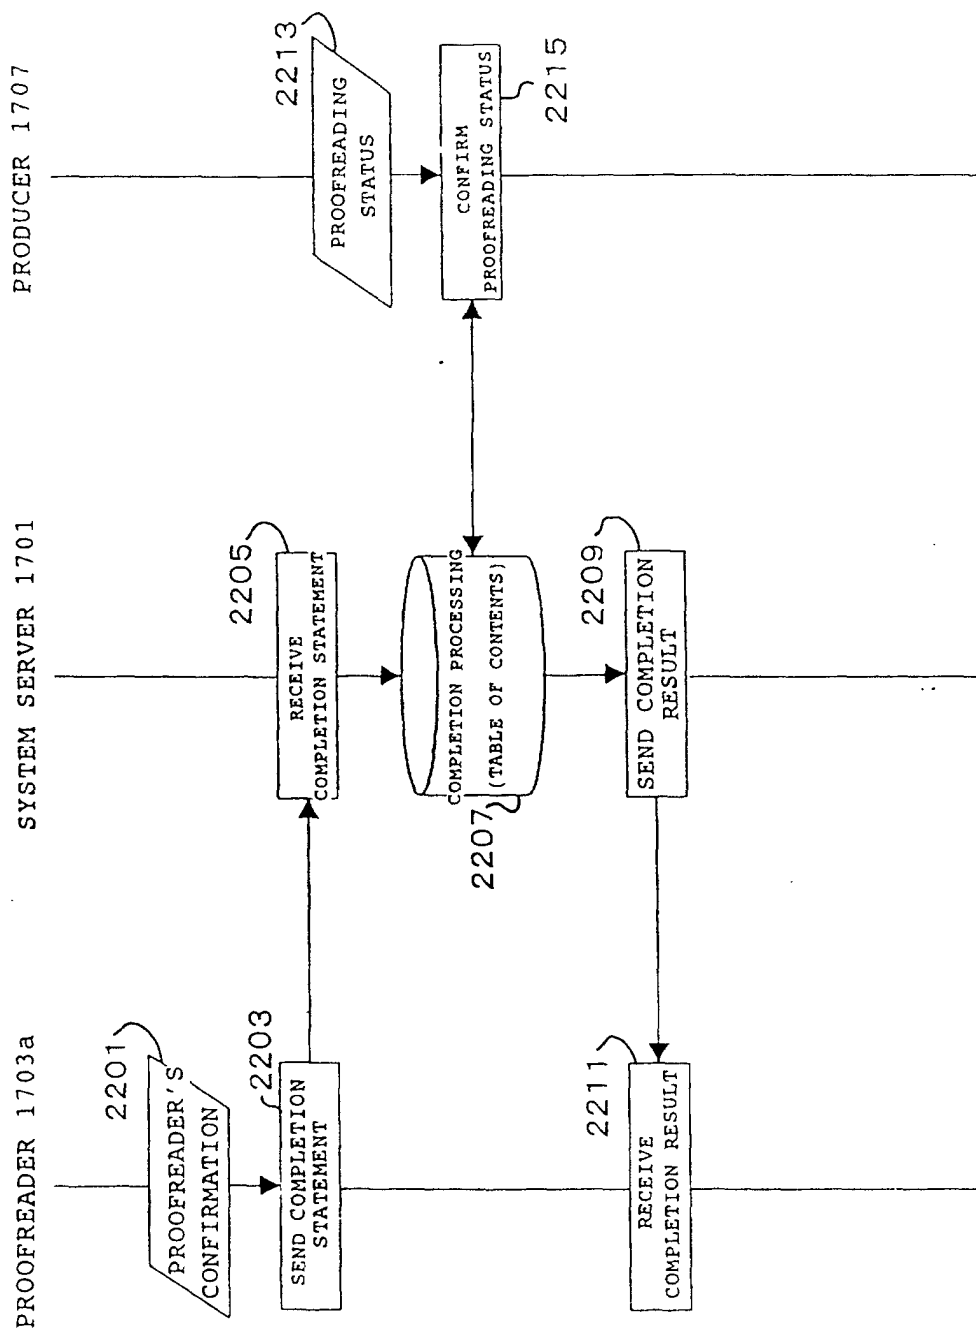 PROOFREADER 1703a
SYSTEM SERVER 1701
PRODUCER 1707
2201
PROOFREADER'S
CONFIRMATION
2203
SEND COMPLETION
STATEMENT
2205
RECEIVE
COMPLETION STATEMENT
COMPLETION PROCESSING
(TABLE OF CONTENTS)
2207
2209
SEND COMPLETION
RESULT
2211
RECEIVE
COMPLETION RESULT
2213
PROOFREADING
STATUS
CONFIRM
PROOFREADING STATUS
2215